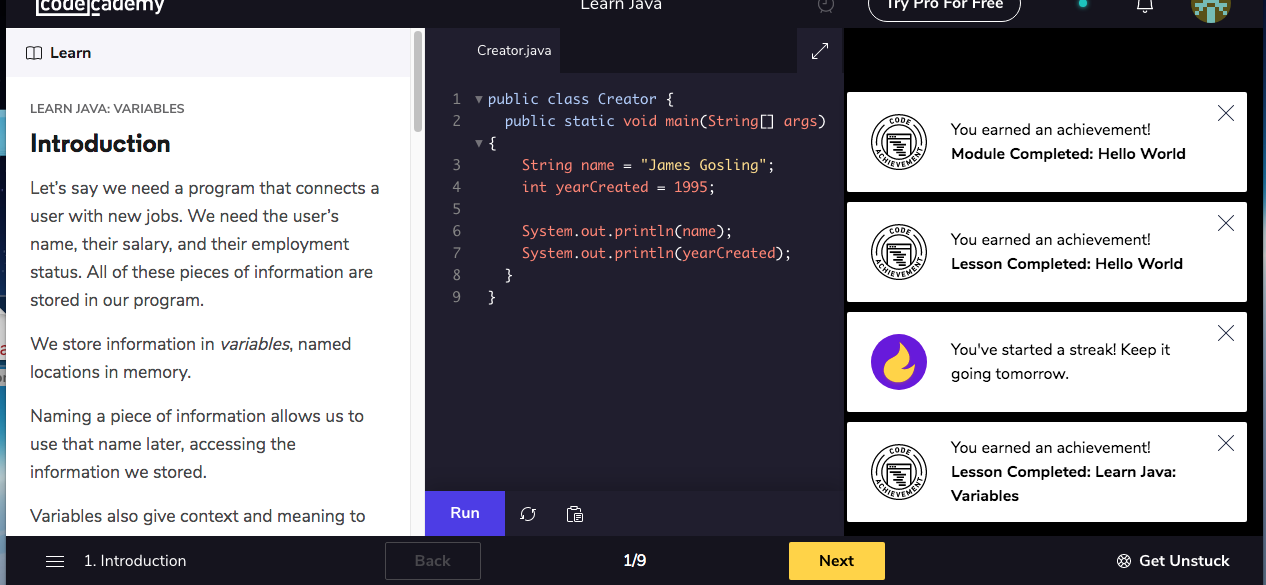 codecademy
Learn Java
Try Pro For Free
Learn
LEARN JAVA: VARIABLES
Introduction
Let's say we need a program that connects a
user with new jobs. We need the user's
name, their salary, and their employment
status. All of these pieces of information are
stored in our program.
We store information in variables, named
locations in memory.
Naming a piece of information allows us to
use that name later, accessing the
information we stored.
Variables also give context and meaning to
Creator.java
1 public class Creator {
2 public static void main(String[] args)
{
3 String name = "James Gosling";
4 int yearCreated = 1995;
5
6 System.out.println(name);
7 System.out.println(yearCreated);
8 }
9 }
Run
You earned an achievement!
Module Completed: Hello World
CODE
ACHIEVEMENT
You earned an achievement!
Lesson Completed: Hello World
CODE
ACHIEVEMENT
You've started a streak! Keep it
going tomorrow.
You earned an achievement!
Lesson Completed: Learn Java:
Variables
CODE
ACHIEVEMENT
1. Introduction
Back
1/9
Next
Get Unstuck